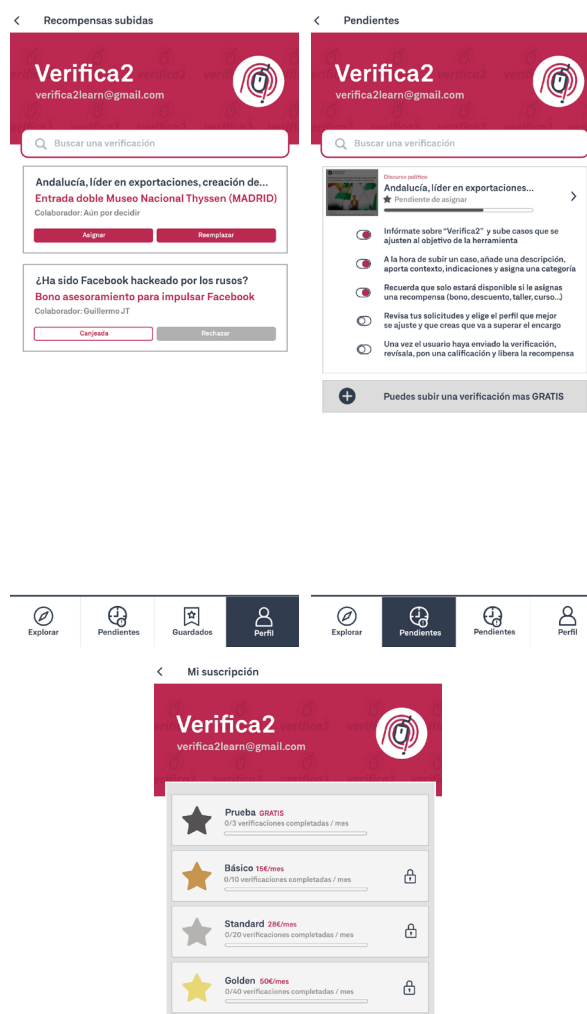 Recompensas subidas
Verifica2
verifica2learn@gmail.com
Buscar una verificación
Andalucía, líder en exportaciones, creación de...
Entrada doble Museo Nacional Thyssen (MADRID)
Colaborador: Aún por decidir
Asignar
Reemplazar
¿Ha sido Facebook hackeado por los rusos?
Bono asesoramiento para impulsar Facebook
Colaborador: Guillermo JT
Canjeada
Rechazar
Explorar
Pendientes
Guardados
Perfil
Pendientes
Verifica2
verifica2learn@gmail.com
Buscar una verificación
Discurso político
Andalucía, líder en exportaciones...
Pendiente de asignar
Infórmate sobre "Verifica2" y sube casos que se
ajusten al objetivo de la herramienta
A la hora de subir un caso, añade una descripción,
aporta contexto, indicaciones y asigna una categoría
Recuerda que solo estará disponible si le asignas
una recompensa (bono, descuento, taller, curso...)
Revisa tus solicitudes y elige el perfil que mejor
se ajuste y que creas que va a superar el encargo
Una vez el usuario haya enviado la verificación,
revísala, pon una calificación y libera la recompensa
Puedes subir una verificación mas GRATIS
Explorar
Pendientes
Pendientes
Perfil
Mi suscripción
Verifica2
verifica2learn@gmail.com
Prueba GRATIS
0/3 verificaciones completadas / mes
Básico 15€/mes
0/10 verificaciones completadas / mes
Standard 28€/mes
0/20 verificaciones completadas / mes
Golden 50€/mes
0/40 verificaciones completadas / mes